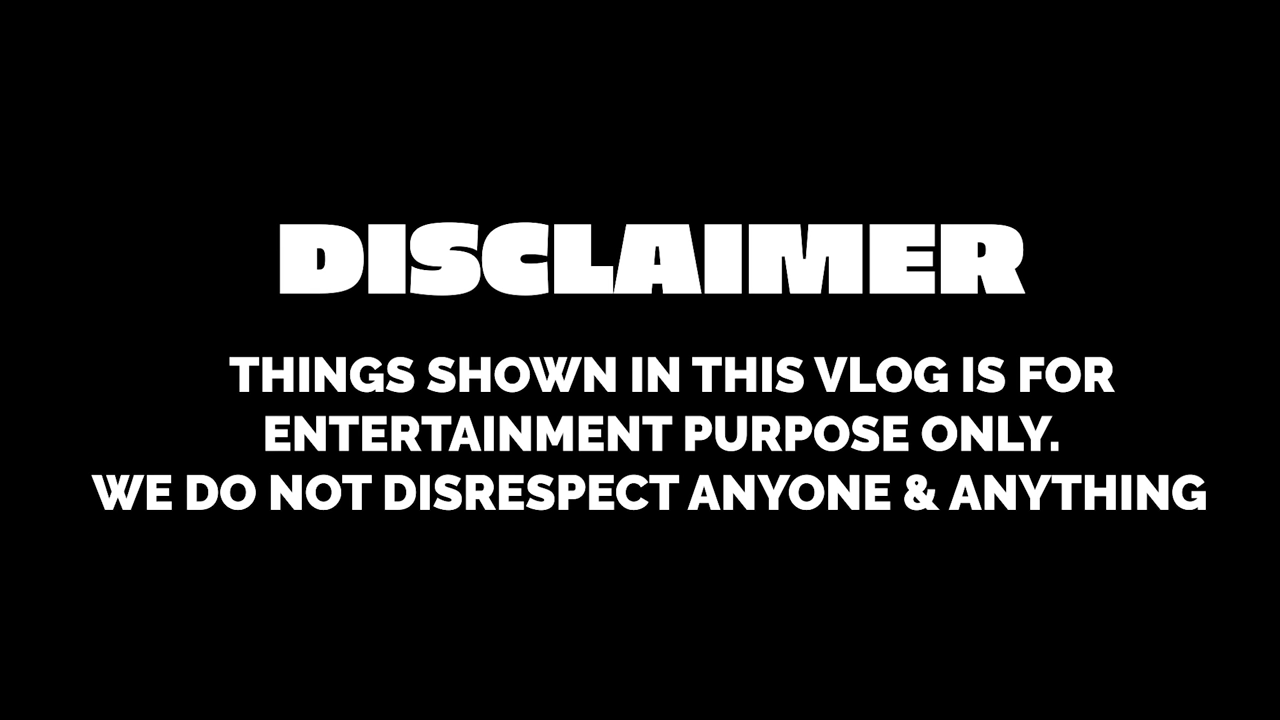 DISCLAIMER
THINGS SHOWN IN THIS VLOG IS FOR
ENTERTAINMENT PURPOSE ONLY.
WE DO NOT DISRESPECT ANYONE & ANYTHING